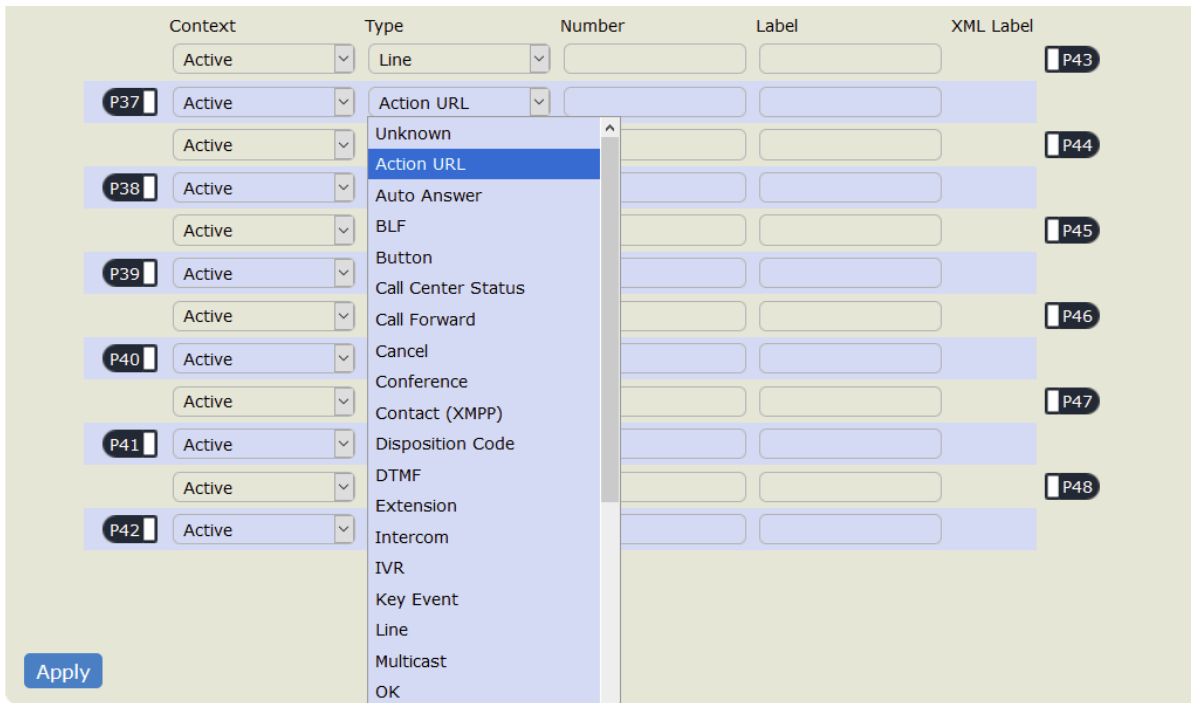 Context Type Number Label XML Label
Active Line P43
P37 Active Action URL
Unknown
Active P44
Action URL
P38 Active Auto Answer
Active BLF P45
Button
P39 Active
Call Center Status
Active Call Forward P46
P40 Active Cancel
Conference
Active P47
Contact (XMPP)
P41 Active Disposition Code
DTMF
Active P48
Extension
P42 Active
Intercom
IVR
Key Event
Line
Multicast
Apply
OK